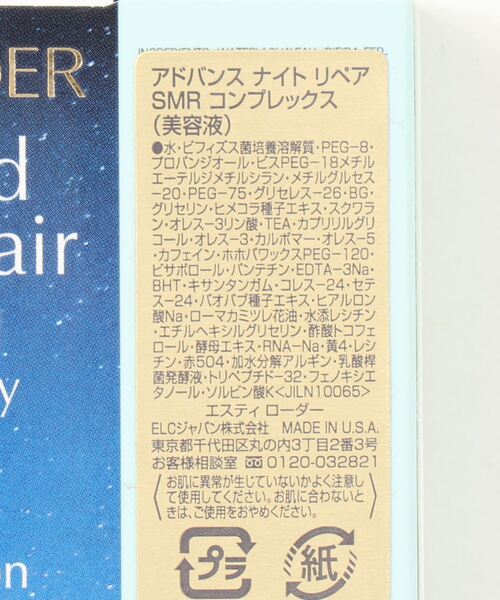 DER
d
air
y
on
アドバンス ナイト リペア
SMR コンプレックス
(美容液)
●水・ビフィズス菌培養溶解質・PEG-8・
プロパンジオール・ビスPEG-18メチル
エーテルジメチルシラン・メチルグルセス
-20・PEG-75・グリセレス-26・BG・
グリセリン・ヒメコラ種子エキス・スクワラ
ン・オレス-3リン酸・TEA・カプリリルグリ
コール・オレス-3・カルボマー・オレス-5
・カフェイン・ホホバワックスPEG-120・
ビサボロール・パンテチン・EDTA-3Na・
BHT・キサンタンガム・コレス-24・セテ
ス-24・バオバブ種子エキス・ヒアルロン
酸Na・ローマカミツレ花油・水添レシチン
・エチルヘキシルグリセリン・酢酸トコフェ
ロール・酵母エキス・RNA-Na・黄4・レシ
チン・赤504・加水分解アルギン・乳酸桿
菌発酵液・トリペプチド-32・フェノキシエ
タノール・ソルビン酸K<JILN10065>
エスティ ローダー
ELCジャパン株式会社 MADE IN U.S.A.
東京都千代田区丸の内3丁目2番3号
お客様相談室 0120-032821
お肌に異常が生じていないかよく注意し
て使用してください。お肌に合わないと
きは、ご使用をおやめください。
プラ
紙